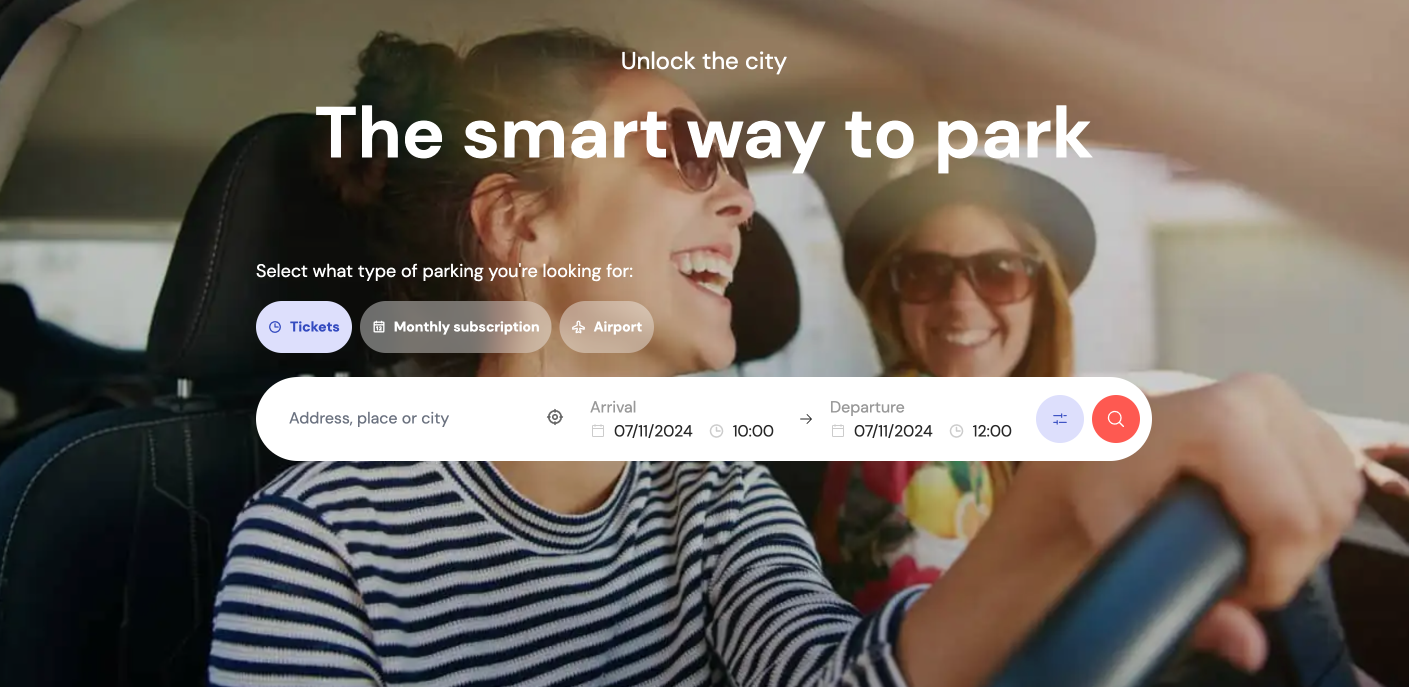 Unlock the city
The smart way to park
Select what type of parking you're looking for:
Tickets Monthly subscription Airport
Address, place or city
Arrival
07/11/2024 10:00
Departure
07/11/2024 12:00